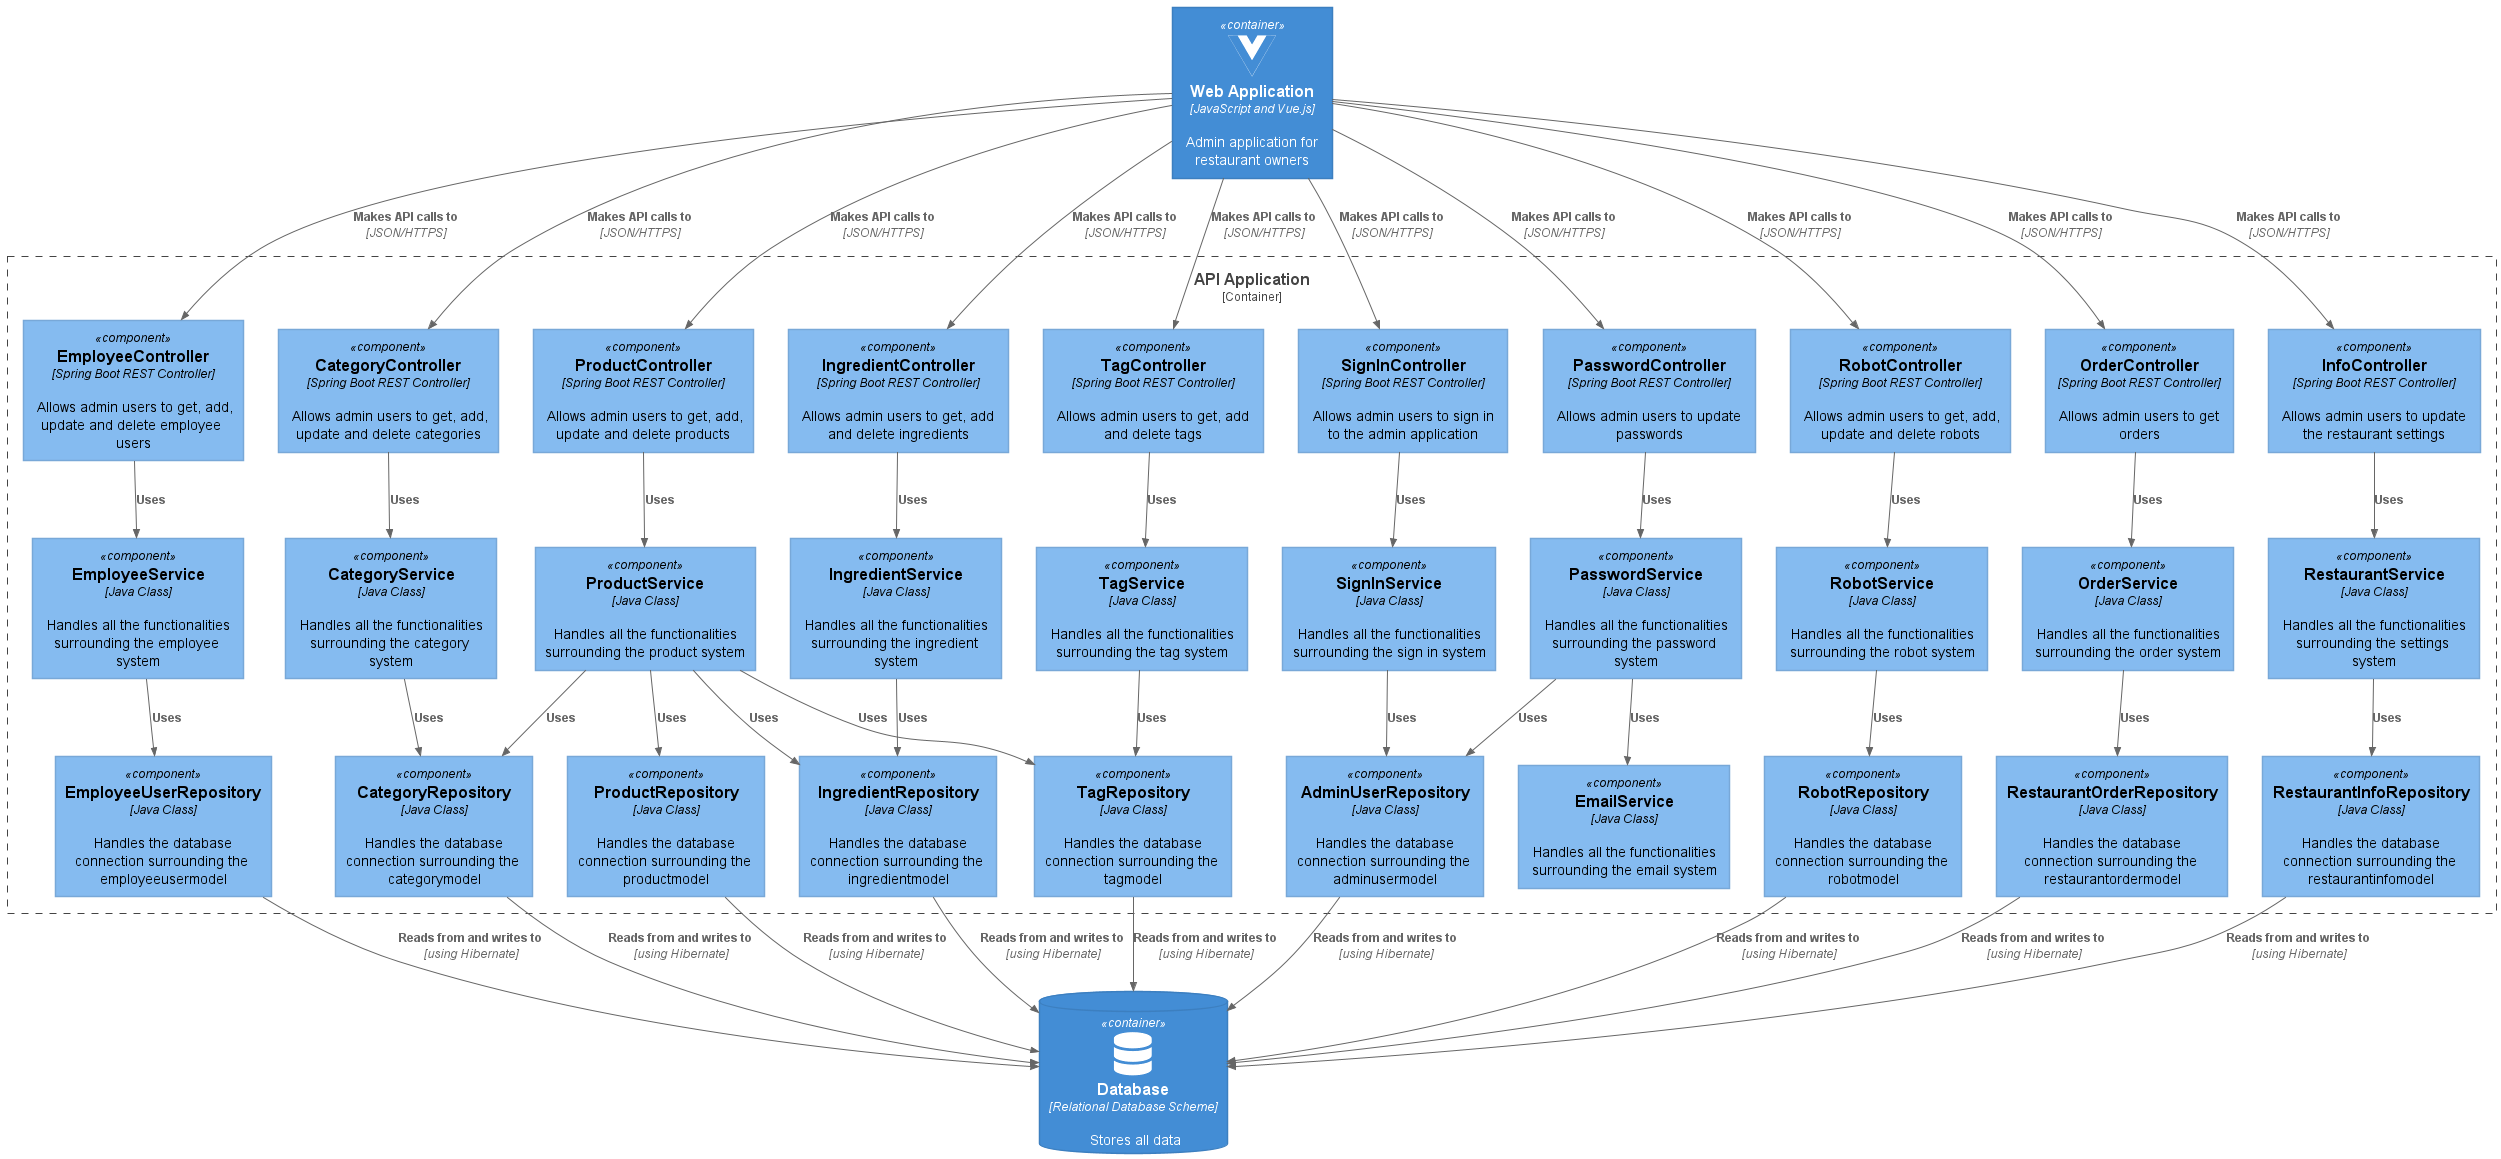 «container»
Web Application
[JavaScript and Vue.js]
Admin application for
restaurant owners
Makes API calls to
[JSON/HTTPS]
Makes API calls to
[JSON/HTTPS]
Makes API calls to
[JSON/HTTPS]
Makes API calls to
[JSON/HTTPS]
Makes API calls to
[JSON/HTTPS]
Makes API calls to
[JSON/HTTPS]
Makes API calls to
[JSON/HTTPS]
Makes API calls to
[JSON/HTTPS]
Makes API calls to
[JSON/HTTPS]
Makes API calls to
[JSON/HTTPS]
API Application
[Container]
«component»
EmployeeController
[Spring Boot REST Controller]
Allows admin users to get, add,
update and delete employee
users
«component»
CategoryController
[Spring Boot REST Controller]
Allows admin users to get, add,
update and delete categories
«component»
ProductController
[Spring Boot REST Controller]
Allows admin users to get, add,
update and delete products
«component»
IngredientController
[Spring Boot REST Controller]
Allows admin users to get, add
and delete ingredients
«component»
TagController
[Spring Boot REST Controller]
Allows admin users to get, add
and delete tags
«component»
SignInController
[Spring Boot REST Controller]
Allows admin users to sign in
to the admin application
«component»
PasswordController
[Spring Boot REST Controller]
Allows admin users to update
passwords
«component»
RobotController
[Spring Boot REST Controller]
Allows admin users to get, add,
update and delete robots
«component»
OrderController
[Spring Boot REST Controller]
Allows admin users to get
orders
«component»
InfoController
[Spring Boot REST Controller]
Allows admin users to update
the restaurant settings
Uses
Uses
Uses
Uses
Uses
Uses
Uses
Uses
Uses
Uses
«component»
EmployeeService
[Java Class]
Handles all the functionalities
surrounding the employee
system
«component»
CategoryService
[Java Class]
Handles all the functionalities
surrounding the category
system
«component»
ProductService
[Java Class]
Handles all the functionalities
surrounding the product system
«component»
IngredientService
[Java Class]
Handles all the functionalities
surrounding the ingredient
system
«component»
TagService
[Java Class]
Handles all the functionalities
surrounding the tag system
«component»
SignInService
[Java Class]
Handles all the functionalities
surrounding the sign in system
«component»
PasswordService
[Java Class]
Handles all the functionalities
surrounding the password
system
«component»
RobotService
[Java Class]
Handles all the functionalities
surrounding the robot system
«component»
OrderService
[Java Class]
Handles all the functionalities
surrounding the order system
«component»
RestaurantService
[Java Class]
Handles all the functionalities
surrounding the settings
system
Uses
Uses
Uses
Uses
Uses
Uses
Uses
Uses
Uses
Uses
Uses
Uses
Uses
Uses
«component»
EmployeeUserRepository
[Java Class]
Handles the database
connection surrounding the
employeeusermodel
«component»
CategoryRepository
[Java Class]
Handles the database
connection surrounding the
categorymodel
«component»
ProductRepository
[Java Class]
Handles the database
connection surrounding the
productmodel
«component»
IngredientRepository
[Java Class]
Handles the database
connection surrounding the
ingredientmodel
«component»
TagRepository
[Java Class]
Handles the database
connection surrounding the
tagmodel
«component»
AdminUserRepository
[Java Class]
Handles the database
connection surrounding the
adminusermodel
«component»
EmailService
[Java Class]
Handles all the functionalities
surrounding the email system
«component»
RobotRepository
[Java Class]
Handles the database
connection surrounding the
robotmodel
«component»
RestaurantOrderRepository
[Java Class]
Handles the database
connection surrounding the
restaurantordermodel
«component»
RestaurantInfoRepository
[Java Class]
Handles the database
connection surrounding the
restaurantinfomodel
Reads from and writes to
[using Hibernate]
Reads from and writes to
[using Hibernate]
Reads from and writes to
[using Hibernate]
Reads from and writes to
[using Hibernate]
Reads from and writes to
[using Hibernate]
Reads from and writes to
[using Hibernate]
Reads from and writes to
[using Hibernate]
Reads from and writes to
[using Hibernate]
Reads from and writes to
[using Hibernate]
«container»
Database
[Relational Database Scheme]
Stores all data